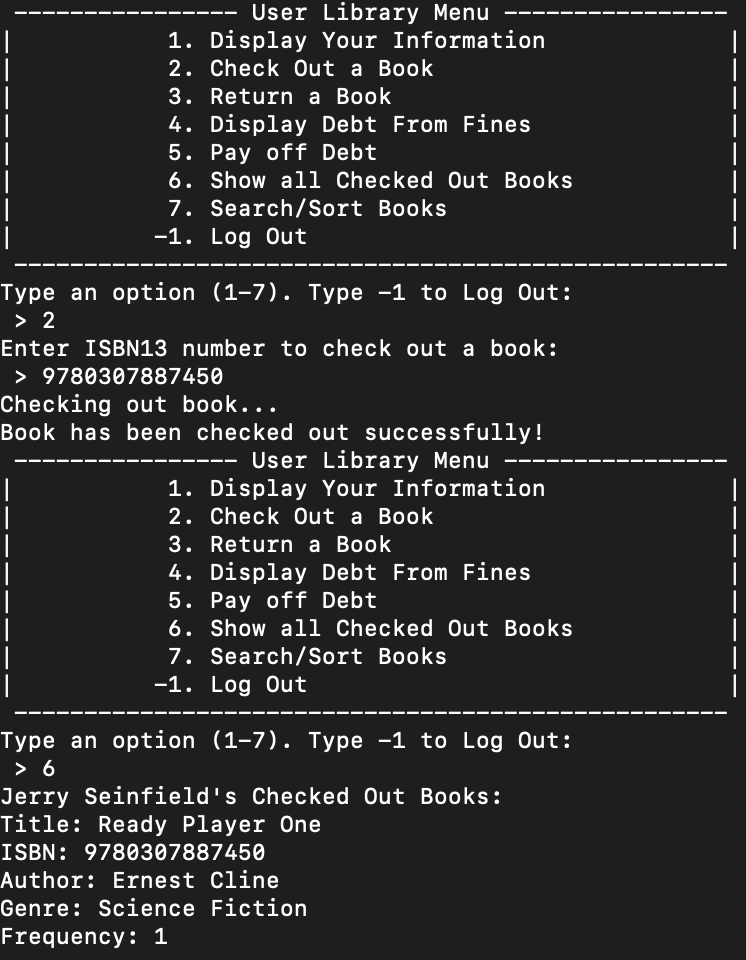 ---------------- User Library Menu ----------------
|           1. Display Your Information             |
|           2. Check Out a Book                     |
|           3. Return a Book                        |
|           4. Display Debt From Fines              |
|           5. Pay off Debt                         |
|           6. Show all Checked Out Books           |
|           7. Search/Sort Books                    |
|          -1. Log Out                              |
---------------------------------------------------
Type an option (1-7). Type -1 to Log Out:
> 2
Enter ISBN13 number to check out a book:
> 9780307887450
Checking out book...
Book has been checked out successfully!
---------------- User Library Menu ----------------
|           1. Display Your Information             |
|           2. Check Out a Book                     |
|           3. Return a Book                        |
|           4. Display Debt From Fines              |
|           5. Pay off Debt                         |
|           6. Show all Checked Out Books           |
|           7. Search/Sort Books                    |
|          -1. Log Out                              |
---------------------------------------------------
Type an option (1-7). Type -1 to Log Out:
> 6
Jerry Seinfield's Checked Out Books:
Title: Ready Player One
ISBN: 9780307887450
Author: Ernest Cline
Genre: Science Fiction
Frequency: 1